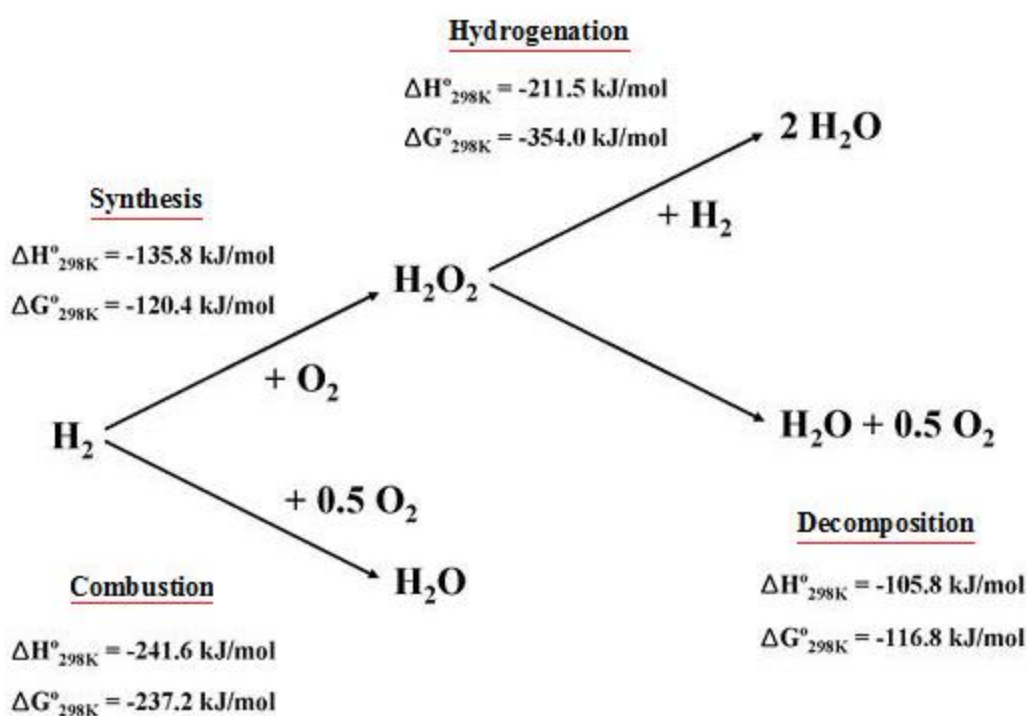 Hydrogenation
ΔH°₂₉₈K = -211.5 kJ/mol
ΔG°₂₉₈K = -354.0 kJ/mol
2 H₂O
+ H₂
Synthesis
ΔH°₂₉₈K = -135.8 kJ/mol
ΔG°₂₉₈K = -120.4 kJ/mol
H₂O₂
+ O₂
H₂
H₂O + 0.5 O₂
+ 0.5 O₂
H₂O
Combustion
ΔH°₂₉₈K = -241.6 kJ/mol
ΔG°₂₉₈K = -237.2 kJ/mol
Decomposition
ΔH°₂₉₈K = -105.8 kJ/mol
ΔG°₂₉₈K = -116.8 kJ/mol